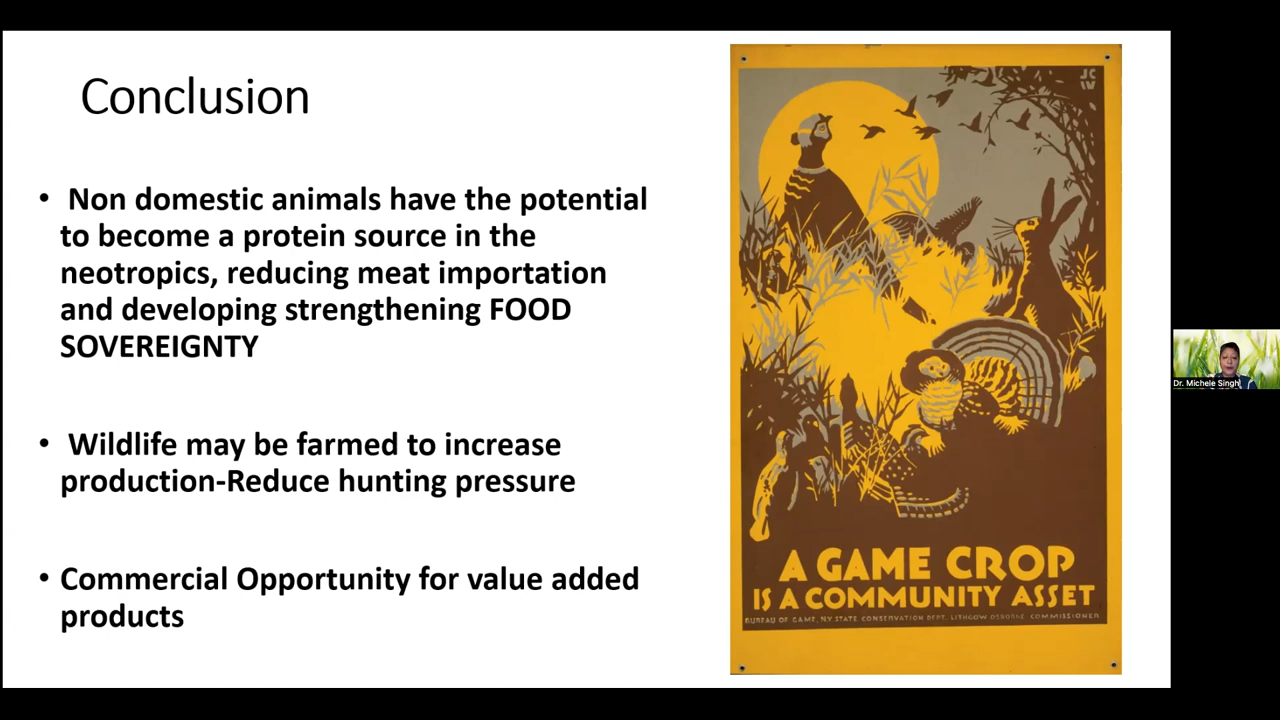 Conclusion
• Non domestic animals have the potential
to become a protein source in the
neotropics, reducing meat importation
and developing strengthening FOOD
SOVEREIGNTY
• Wildlife may be farmed to increase
production-Reduce hunting pressure
• Commercial Opportunity for value added
products
A GAME CROP
IS A COMMUNITY ASSET
BUREAU OF GAME, N.Y. STATE CONSERVATION DEPT. LITHGOW OSBORNE COMMISSIONER
Dr. Michele Singh